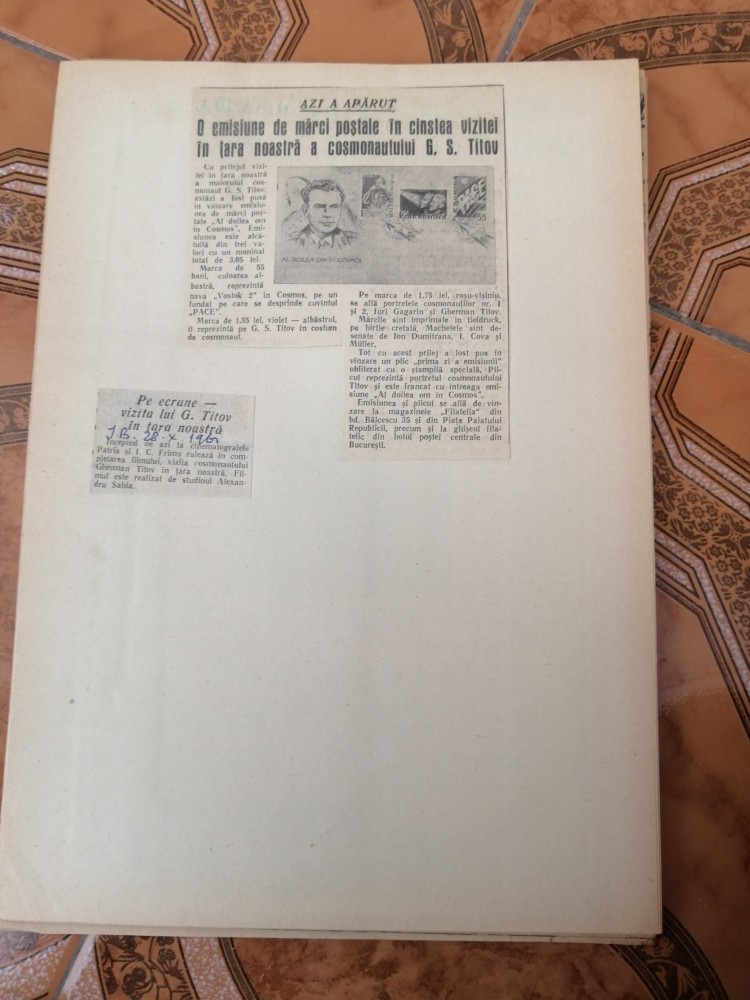 AZI A APĂRUT
O emisiune de mărci poștale în cinstea vizitei
în țara noastră a cosmonautului G. S. Titov
Cu prilejul vizi-
tei în țara noastră
a maiorului cos-
monaut G. S. Titov,
astăzi a fost pusă
în vînzare emisiu-
nea de mărci poș-
tale „Al doilea om
în Cosmos”. Emi-
siunea este alcă-
tuită din trei va-
lori cu un nominal
total de 3,65 lei.
Marca de 55
bani, culoarea al-
bastră, reprezintă
nava „Vostok 2” în Cosmos, pe un
fundal pe care se desprinde cuvîntul
„PACE”.
Marca de 1,35 lei, violet — albăstrui,
îl reprezintă pe G. S. Titov în costum
de cosmonaut.
AL DOILEA OM ÎN COSMOS
PACE
55
Pe marca de 1,75 lei, roșu-vișiniu,
se află portretele cosmonauților nr. 1
și 2, Iuri Gagarin și Gherman Titov.
Mărcile sînt imprimate în tiefdruck,
pe hîrtie cretată. Machetele sînt de-
senate de Ion Dumitrana, I. Cova și
Müller.
Tot cu acest prilej a fost pus în
vînzare un plic „prima zi a emisiunii”
obliterat cu o ștampilă specială. Pli-
cul reprezintă portretul cosmonautului
Titov și este francat cu întreaga emi-
siune „Al doilea om în Cosmos”.
Emisiunea și plicul se află de vîn-
zare la magazinele „Filatelia” din
bd. Bălcescu 35 și din Piața Palatului
Republicii, precum și la ghișeul fila-
telic din holul poștei centrale din
București.
Pe ecrane —
vizita lui G. Titov
în țara noastră
I.B. 28-X-1961
Începînd de azi la cinematografele
Patria și I. C. Frimu rulează în com-
pletarea filmului, vizita cosmonautului
Gherman Titov în țara noastră. Fil-
mul este realizat de studioul Alexan-
dru Sahia.